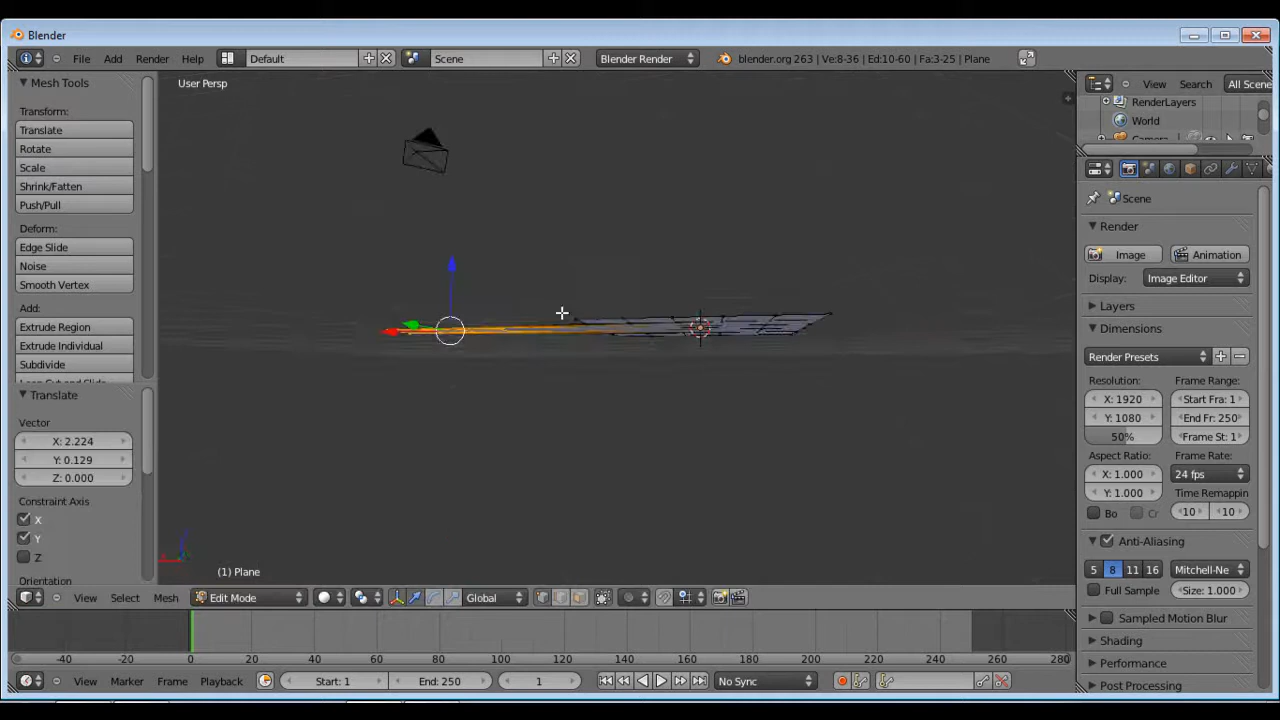 Blender
File Add Render Help Default Scene Blender Render blender.org 263 | Ve:8-36 | Ed:10-60 | Fa:3-25 | Plane
Mesh Tools
Transform:
Translate
Rotate
Scale
Shrink/Fatten
Push/Pull
Deform:
Edge Slide
Noise
Smooth Vertex
Add:
Extrude Region
Extrude Individual
Subdivide
Translate
Vector
X: 2.224
Y: 0.129
Z: 0.000
Constraint Axis
X
Y
Z
Orientation
User Persp
(1) Plane
View Search All Scene
RenderLayers
World
Camera
Scene
Render
Image Animation
Display: Image Editor
Layers
Dimensions
Render Presets
Resolution: Frame Range:
X: 1920 Start Fra: 1
Y: 1080 End Fr: 250
50% Frame St: 1
Aspect Ratio: Frame Rate:
X: 1.000 24 fps
Y: 1.000 Time Remappin
Bo Cr 10 10
Anti-Aliasing
5 8 11 16 Mitchell-Ne
Full Sample Size: 1.000
Sampled Motion Blur
Shading
Performance
Post Processing
View Select Mesh Edit Mode Global
-40 -20 0 20 40 60 80 100 120 140 160 180 200 220 240 260 280
View Marker Frame Playback Start: 1 End: 250 1 No Sync